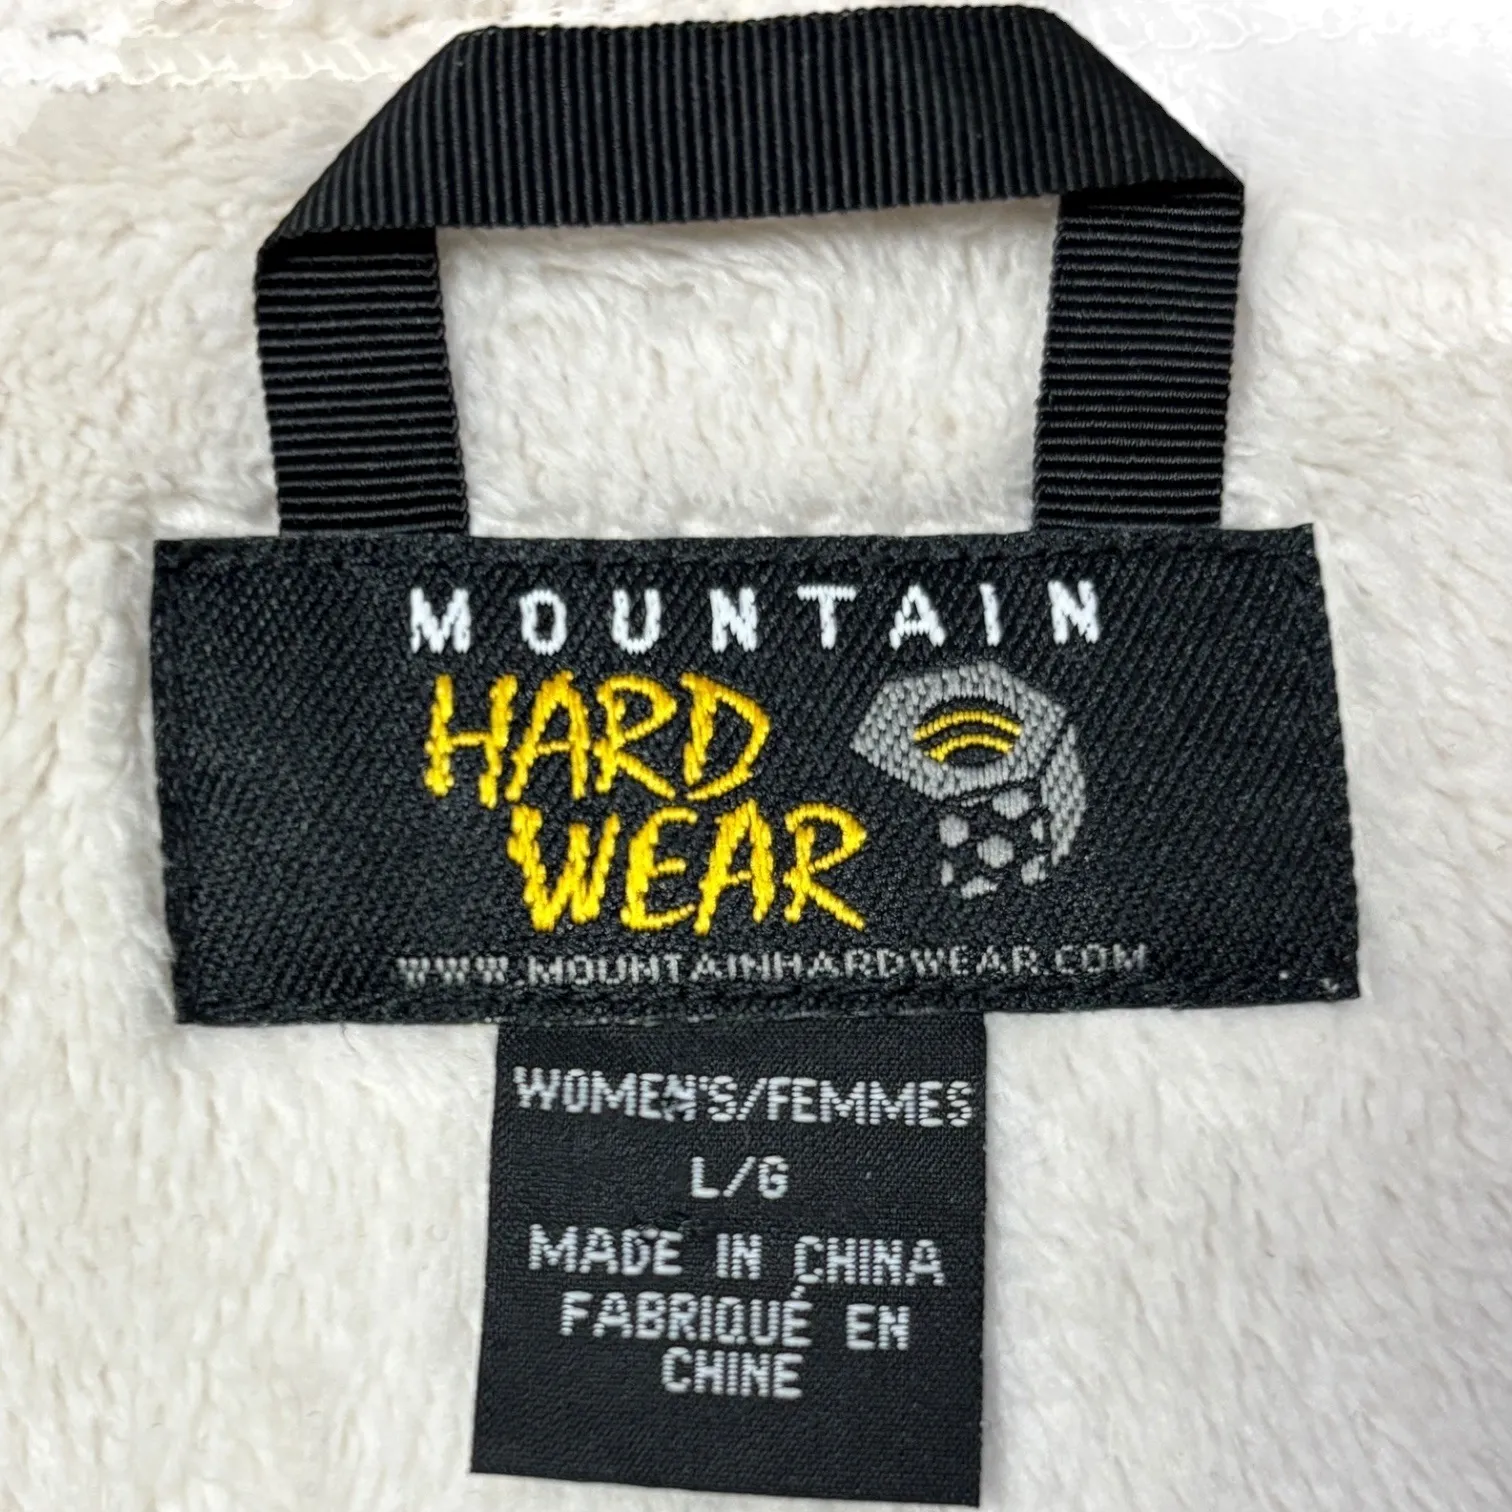 MOUNTAIN
HARD
WEAR
WWW.MOUNTAINHARDWEAR.COM
WOMEN'S/FEMMES
L/G
MADE IN CHINA
FABRIQUÉ EN
CHINE